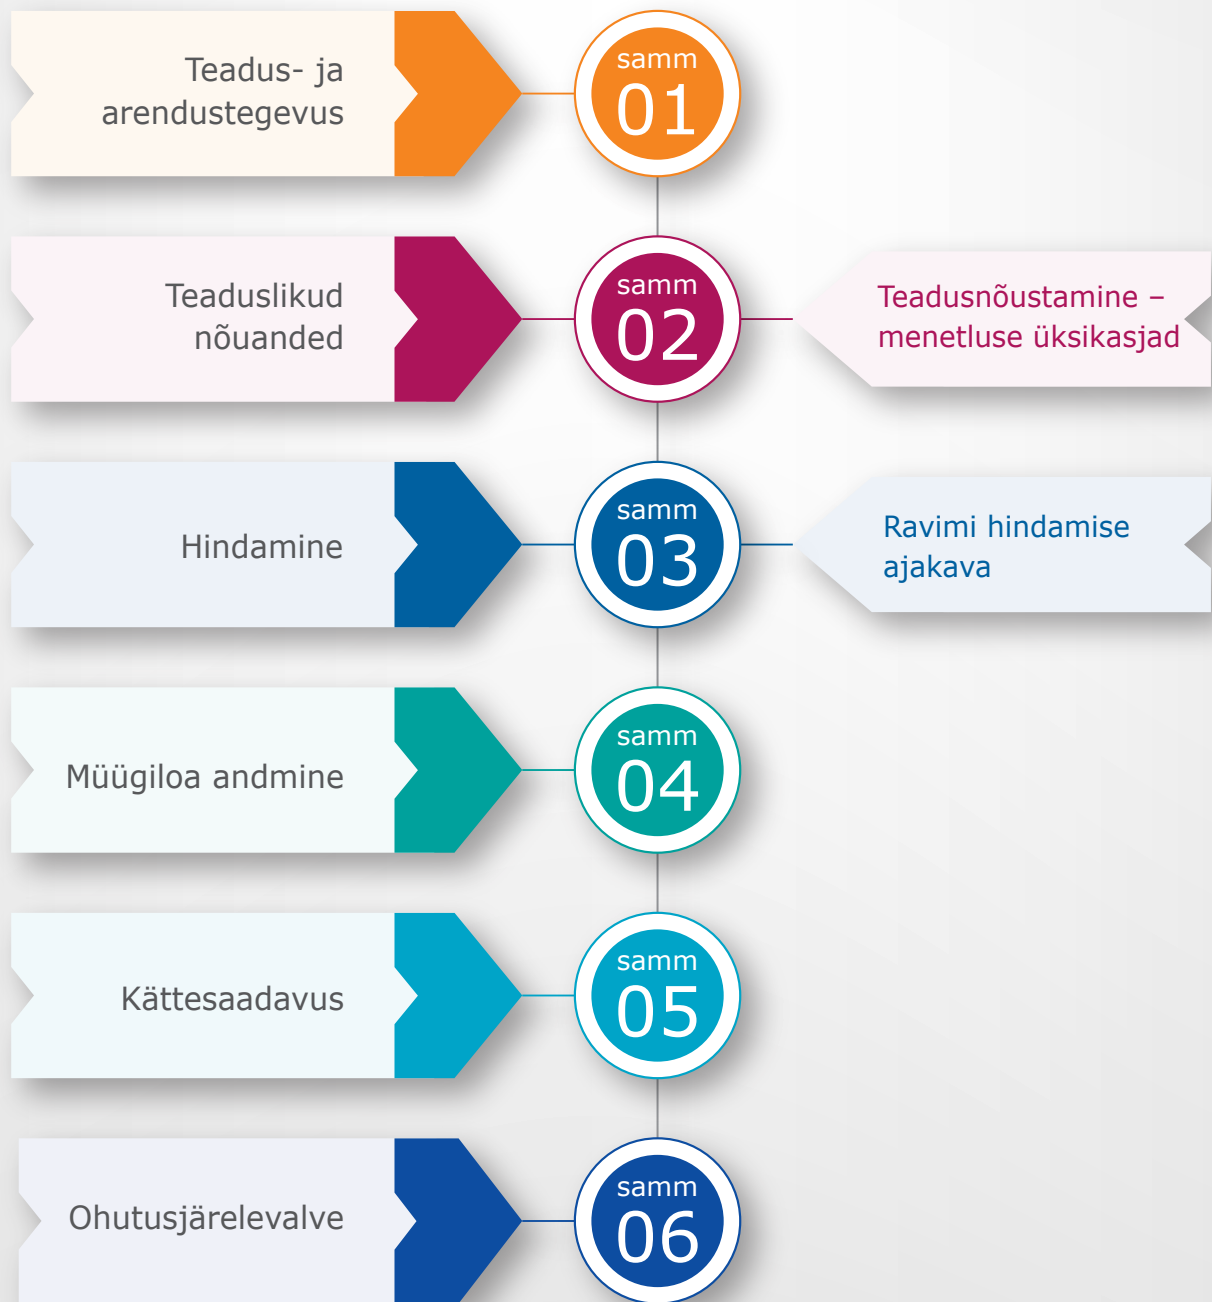 Teadus- ja
arendustegevus
samm
01
Teaduslikud
nõuanded
samm
02
Teadusnõustamine –
menetluse üksikasjad
Hindamine
samm
03
Ravimi hindamise
ajakava
Müügiloa andmine
samm
04
Kättesaadavus
samm
05
Ohutusjärelevalve
samm
06